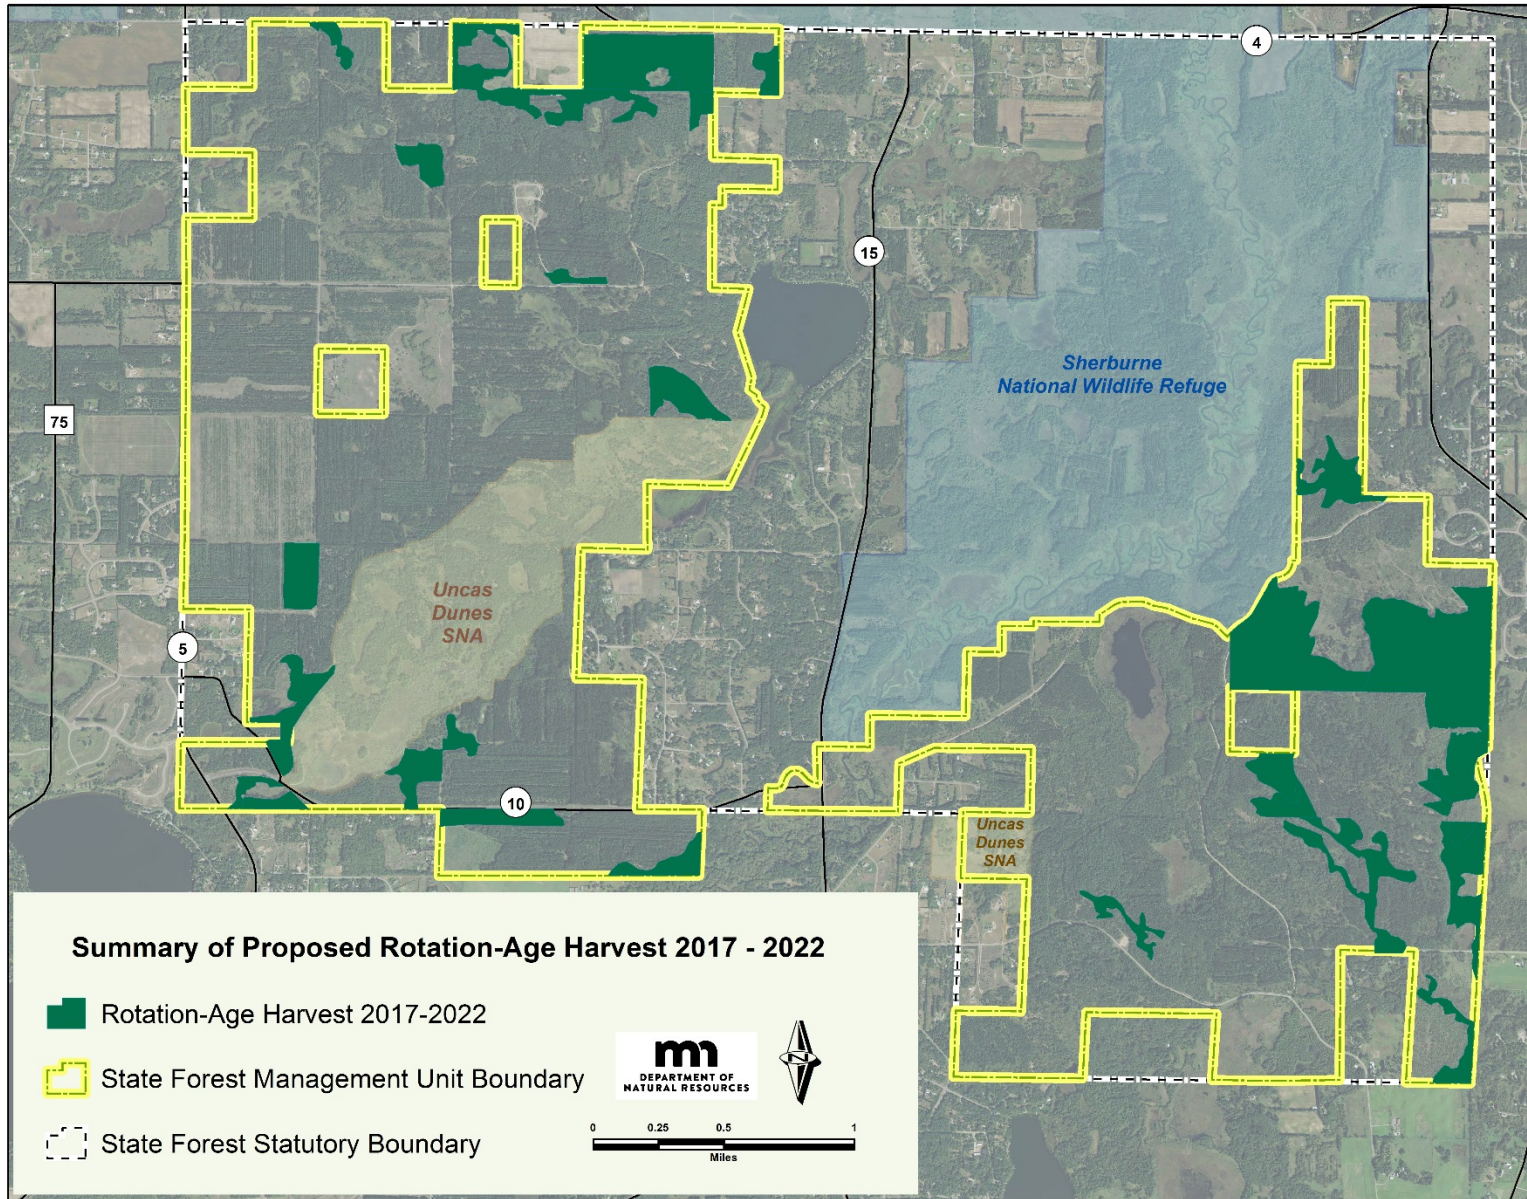 4
15
Sherburne
National Wildlife Refuge
75
Uncas
Dunes
SNA
5
10
Uncas
Dunes
SNA
Summary of Proposed Rotation-Age Harvest 2017 - 2022
Rotation-Age Harvest 2017-2022
State Forest Management Unit Boundary
State Forest Statutory Boundary
mn
DEPARTMENT OF
NATURAL RESOURCES
N
0 0.25 0.5 1
Miles